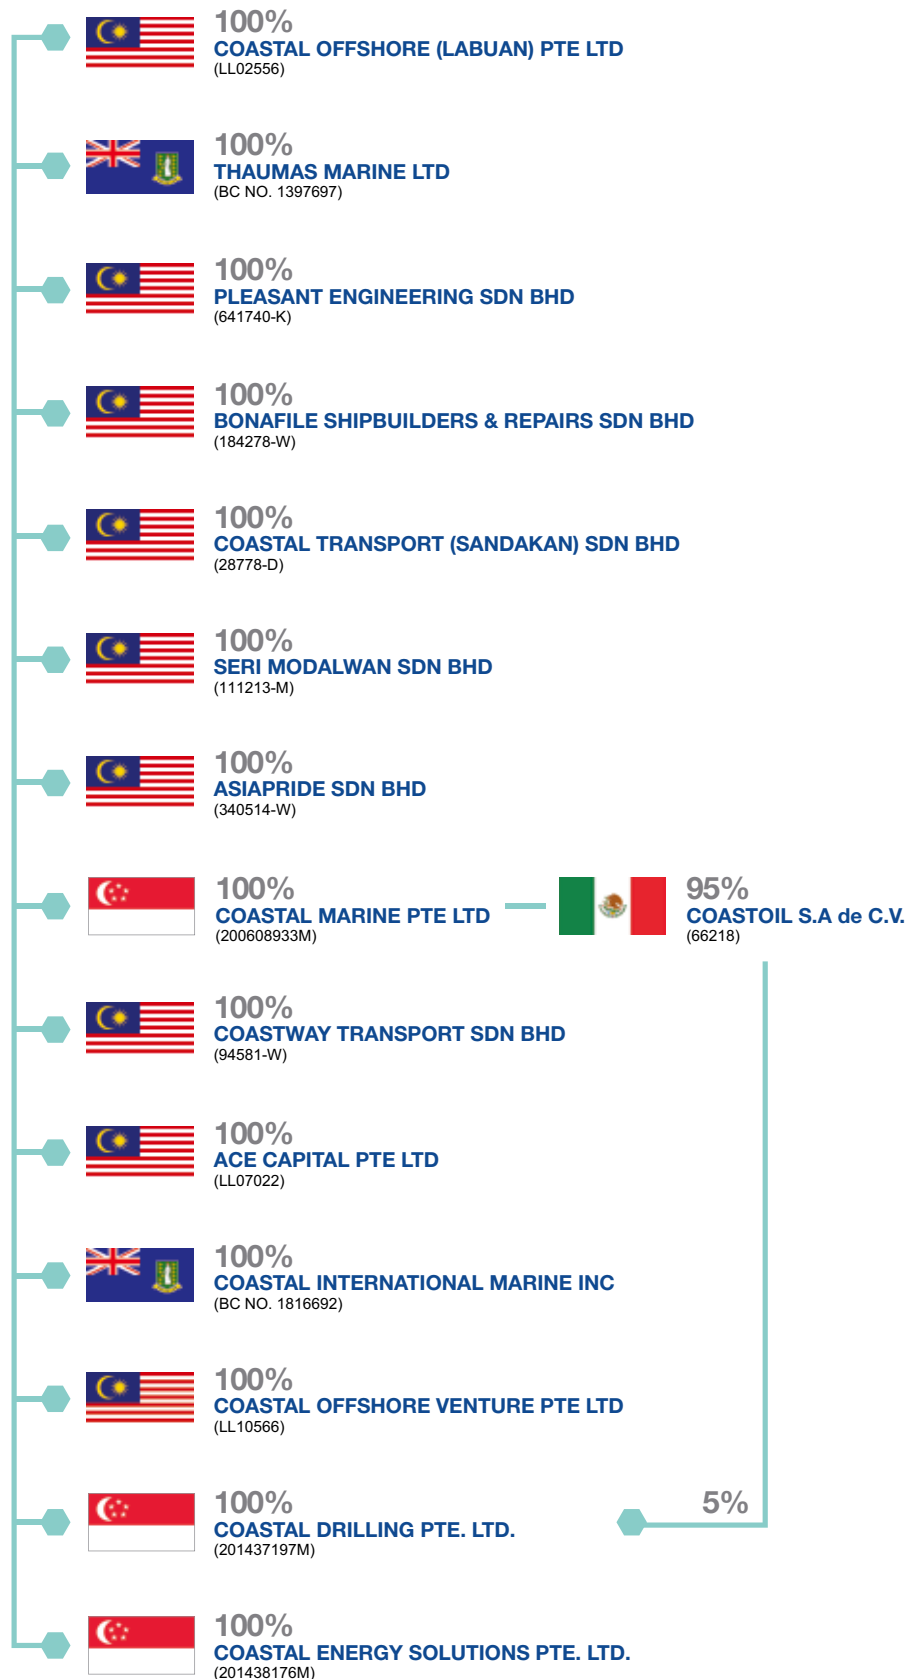 100%
COASTAL OFFSHORE (LABUAN) PTE LTD
(LL02556)
100%
THAUMAS MARINE LTD
(BC NO. 1397697)
100%
PLEASANT ENGINEERING SDN BHD
(641740-K)
100%
BONAFILE SHIPBUILDERS & REPAIRS SDN BHD
(184278-W)
100%
COASTAL TRANSPORT (SANDAKAN) SDN BHD
(28778-D)
100%
SERI MODALWAN SDN BHD
(111213-M)
100%
ASIAPRIDE SDN BHD
(340514-W)
100%
COASTAL MARINE PTE LTD
(200608933M)
95%
COASTOIL S.A de C.V.
(66218)
100%
COASTWAY TRANSPORT SDN BHD
(94581-W)
100%
ACE CAPITAL PTE LTD
(LL07022)
100%
COASTAL INTERNATIONAL MARINE INC
(BC NO. 1816692)
100%
COASTAL OFFSHORE VENTURE PTE LTD
(LL10566)
100%
COASTAL DRILLING PTE. LTD.
(201437197M)
5%
100%
COASTAL ENERGY SOLUTIONS PTE. LTD.
(201438176M)